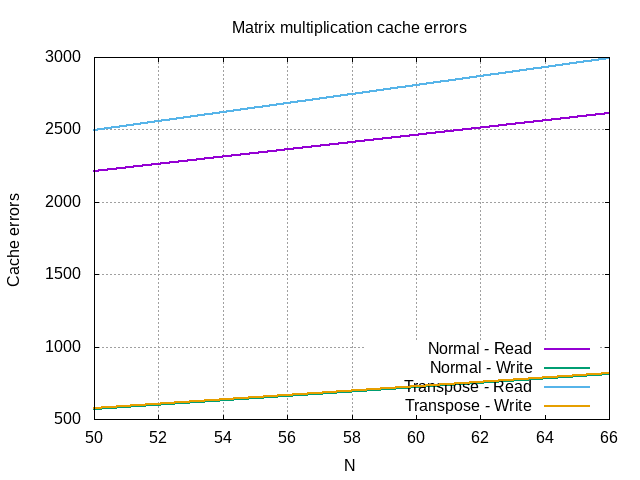 Matrix multiplication cache errors
3000
2500
2000
1500
1000
500
Cache errors
Normal - Read
Normal - Write
Transpose - Read
Transpose - Write
50 52 54 56 58 60 62 64 66
N